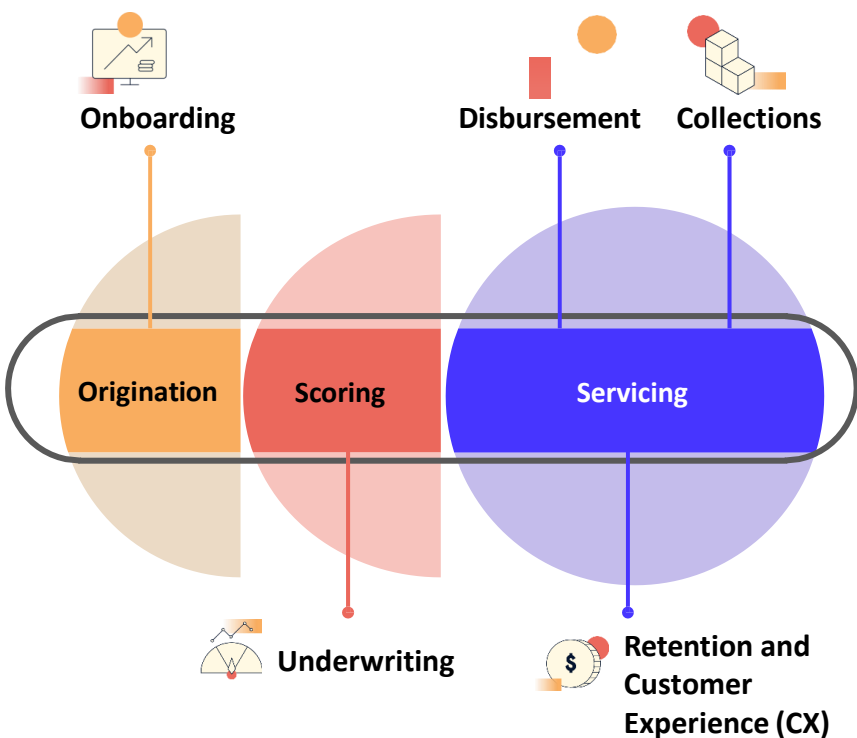 Onboarding
Disbursement
Collections
Origination
Scoring
Servicing
Underwriting
$
Retention and
Customer
Experience (CX)